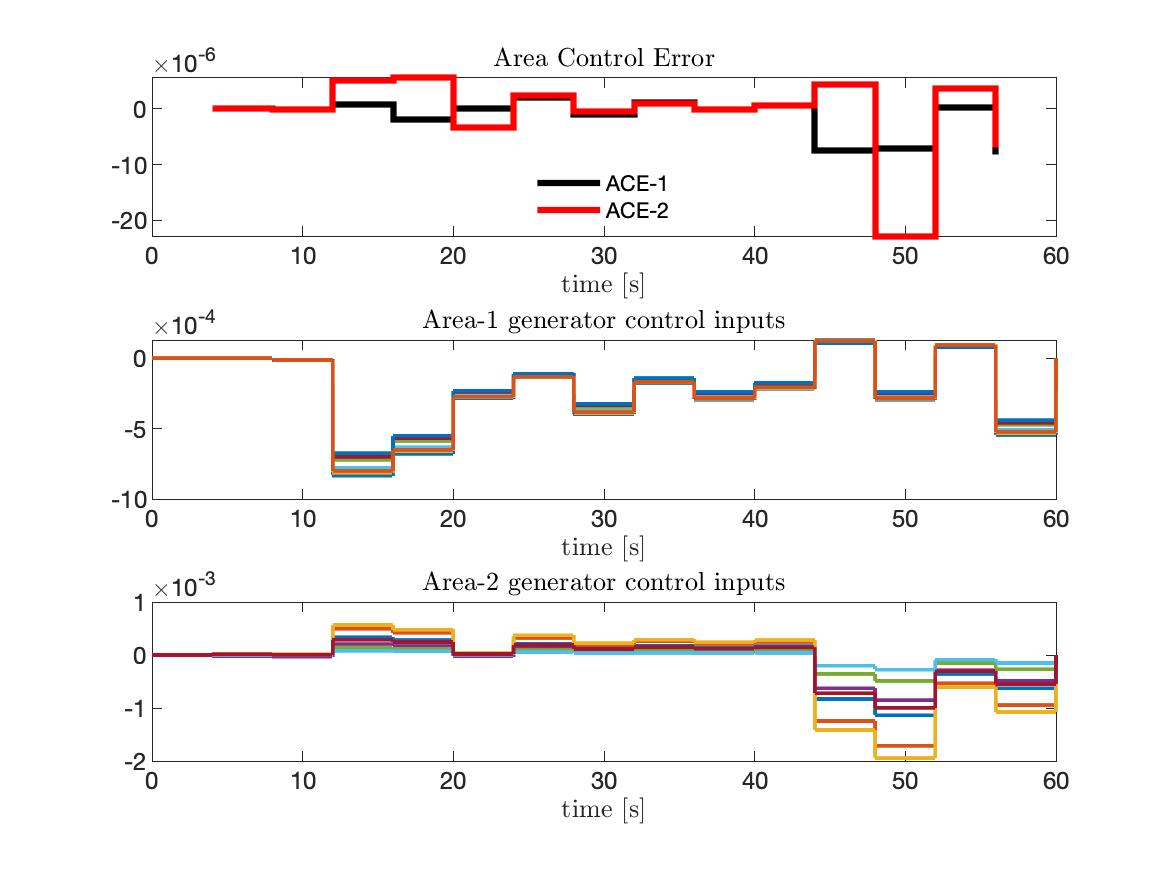 Area Control Error
×10-6
0
-10
-20
ACE-1
ACE-2
0 10 20 30 40 50 60
time [s]
Area-1 generator control inputs
×10-4
0
-5
-10
0 10 20 30 40 50 60
time [s]
Area-2 generator control inputs
×10-3
1
0
-1
-2
0 10 20 30 40 50 60
time [s]